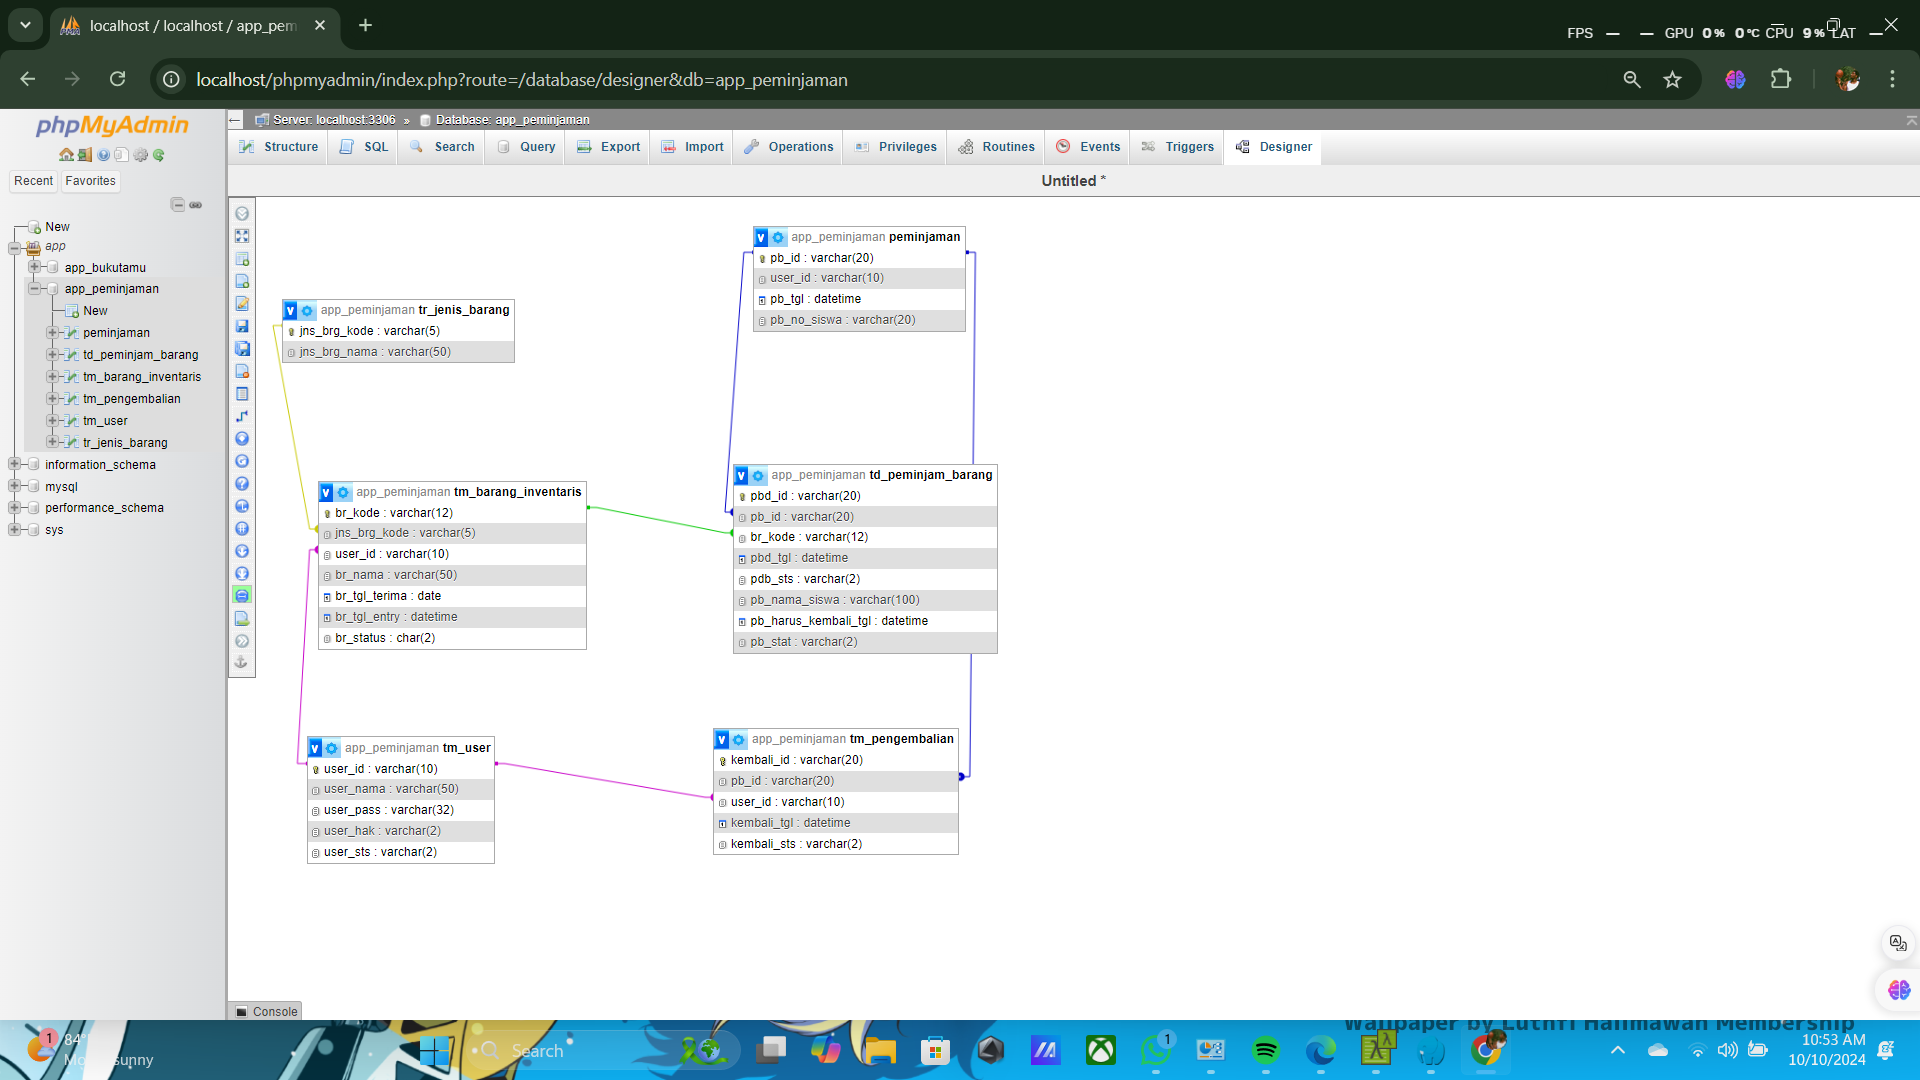 localhost / localhost / app_pem
FPS — — GPU 0% 0°C CPU 9% LAT —
localhost/phpmyadmin/index.php?route=/database/designer&db=app_peminjaman
phpMyAdmin
Recent Favorites
New
app
app_bukutamu
app_peminjaman
New
peminjaman
td_peminjam_barang
tm_barang_inventaris
tm_pengembalian
tm_user
tr_jenis_barang
information_schema
mysql
performance_schema
sys
Server: localhost:3306 » Database: app_peminjaman
Structure SQL Search Query Export Import Operations Privileges Routines Events Triggers Designer
Untitled *
app_peminjaman peminjaman
pb_id : varchar(20)
user_id : varchar(10)
pb_tgl : datetime
pb_no_siswa : varchar(20)
app_peminjaman tr_jenis_barang
jns_brg_kode : varchar(5)
jns_brg_nama : varchar(50)
app_peminjaman td_peminjam_barang
pbd_id : varchar(20)
pb_id : varchar(20)
br_kode : varchar(12)
pbd_tgl : datetime
pdb_sts : varchar(2)
pb_nama_siswa : varchar(100)
pb_harus_kembali_tgl : datetime
pb_stat : varchar(2)
app_peminjaman tm_barang_inventaris
br_kode : varchar(12)
jns_brg_kode : varchar(5)
user_id : varchar(10)
br_nama : varchar(50)
br_tgl_terima : date
br_tgl_entry : datetime
br_status : char(2)
app_peminjaman tm_user
user_id : varchar(10)
user_nama : varchar(50)
user_pass : varchar(32)
user_hak : varchar(2)
user_sts : varchar(2)
app_peminjaman tm_pengembalian
kembali_id : varchar(20)
pb_id : varchar(20)
user_id : varchar(10)
kembali_tgl : datetime
kembali_sts : varchar(2)
Console
Wallpaper by Luthfi Halimawan Membership
1
84°
sunny
Search
1
10:53 AM
10/10/2024